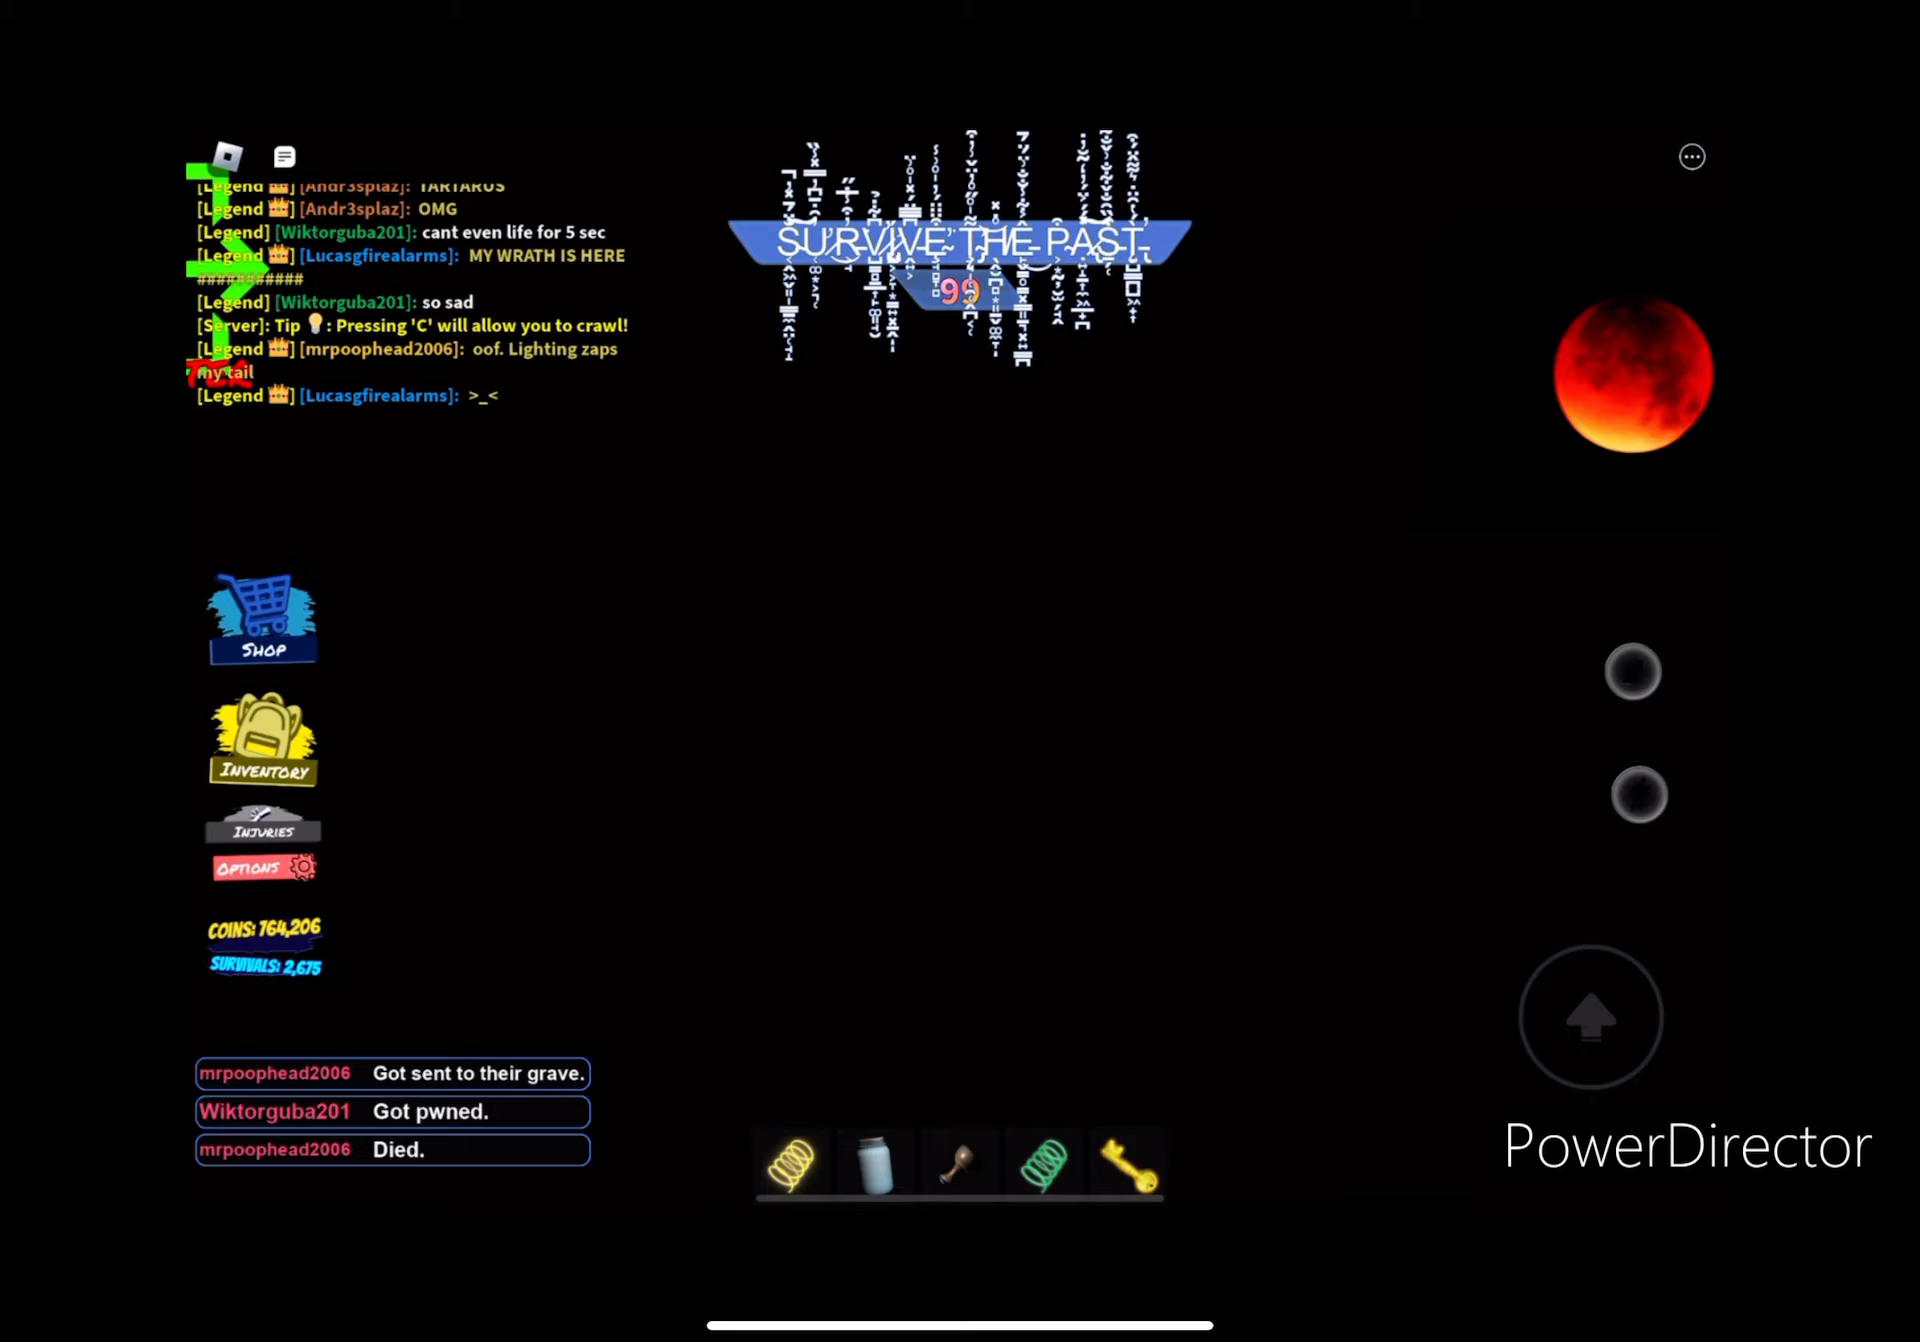 [Legend 👑] [Andr3splaz]: TARTARUS
[Legend 👑] [Andr3splaz]: OMG
[Legend] [Wiktorguba201]: cant even life for 5 sec
[Legend 👑] [Lucasgfirealarms]: MY WRATH IS HERE
###########
[Legend] [Wiktorguba201]: so sad
[Server]: Tip 💡: Pressing 'C' will allow you to crawl!
[Legend 👑] [mrpoophead2006]: oof. Lighting zaps
my tail
[Legend 👑] [Lucasgfirealarms]: >_<
SURVIVE THE PAST
99
SHOP
INVENTORY
INJURIES
OPTIONS
COINS: 764,206
SURVIVALS: 2,675
mrpoophead2006 Got sent to their grave.
Wiktorguba201 Got pwned.
mrpoophead2006 Died.
PowerDirector